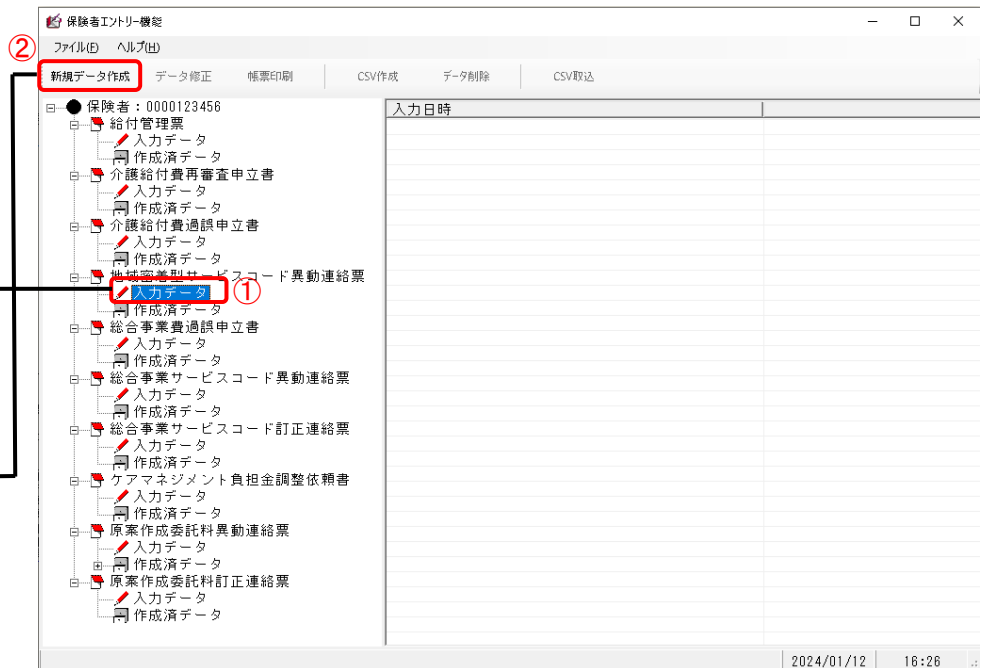 保険者エントリー機能
② ファイル(F) ヘルプ(H)
新規データ作成 データ修正 帳票印刷 CSV作成 データ削除 CSV取込
保険者：0000123456
入力日時
給付管理票
入力データ
作成済データ
介護給付費再審査申立書
入力データ
作成済データ
介護給付費過誤申立書
入力データ
作成済データ
地域密着型サービスコード異動連絡票
入力データ ①
作成済データ
総合事業費過誤申立書
入力データ
作成済データ
総合事業サービスコード異動連絡票
入力データ
作成済データ
総合事業サービスコード訂正連絡票
入力データ
作成済データ
ケアマネジメント負担金調整依頼書
入力データ
作成済データ
原案作成委託料異動連絡票
入力データ
作成済データ
原案作成委託料訂正連絡票
入力データ
作成済データ
2024/01/12 16:26